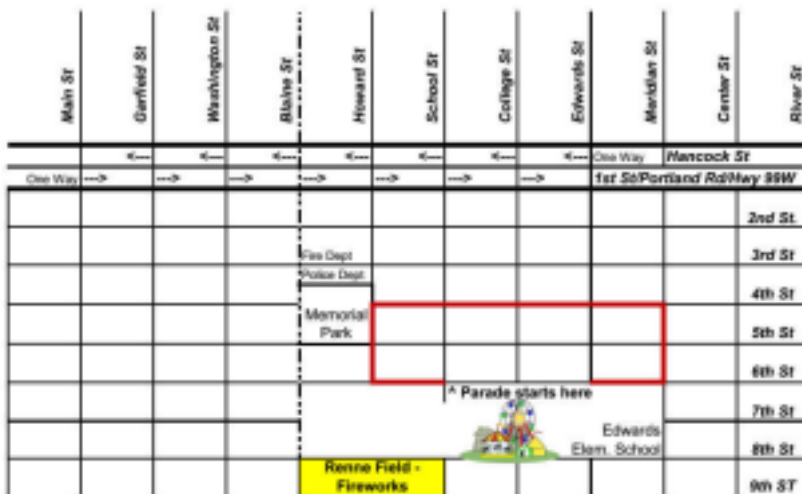 Main St
Garfield St
Washington St
Blaine St
Howard St
School St
College St
Edwards St
Meridian St
Center St
River St
<--- <--- <--- <--- <--- <--- <--- One Way Hancock St
One Way ---> ---> ---> ---> ---> ---> ---> 1st St/Portland Rd/Hwy 99W
2nd St.
Fire Dept 3rd St
Police Dept
4th St
Memorial
Park 5th St
6th St
^ Parade starts here
7th St
Edwards
Elem. School 8th St
Renne Field -
Fireworks 9th ST